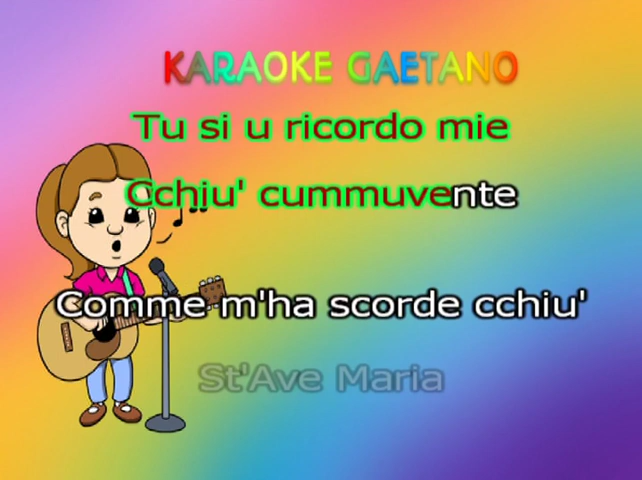 KARAOKE GAETANO
Tu si u ricordo mie
Cchiu' cummuvente
Comme m'ha scorde cchiu'
St'Ave Maria